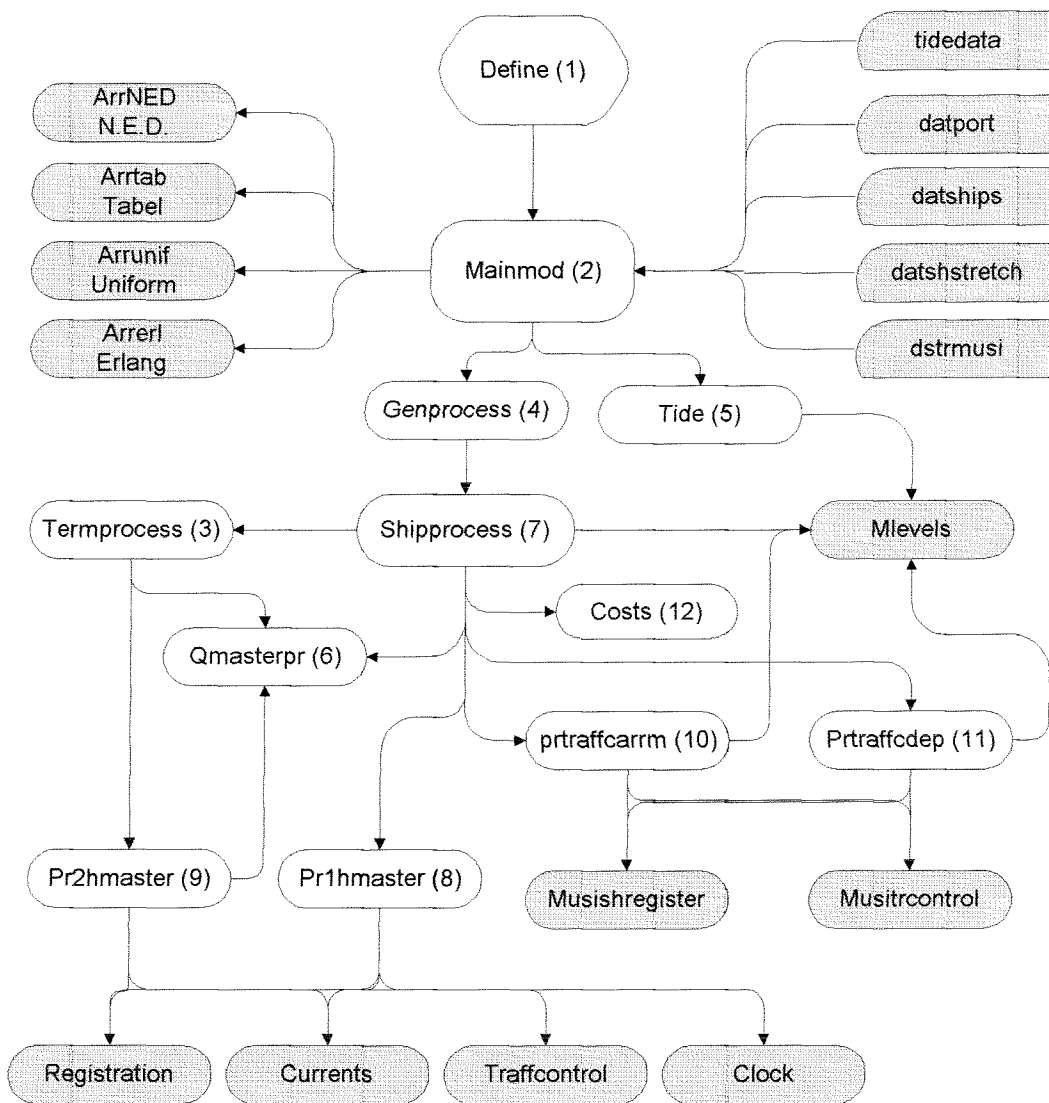 Define (1)
tidedata
ArrNED
N.E.D.
datport
Arrtab
Tabel
datships
Arrunif
Uniform
Mainmod (2)
datshstretch
Arrerl
Erlang
dstrmusi
Genprocess (4)
Tide (5)
Termprocess (3)
Shipprocess (7)
Mlevels
Costs (12)
Qmasterpr (6)
prtraffcarrm (10)
Prtraffcdep (11)
Pr2hmaster (9)
Pr1hmaster (8)
Musishregister
Musitrcontrol
Registration
Currents
Traffcontrol
Clock